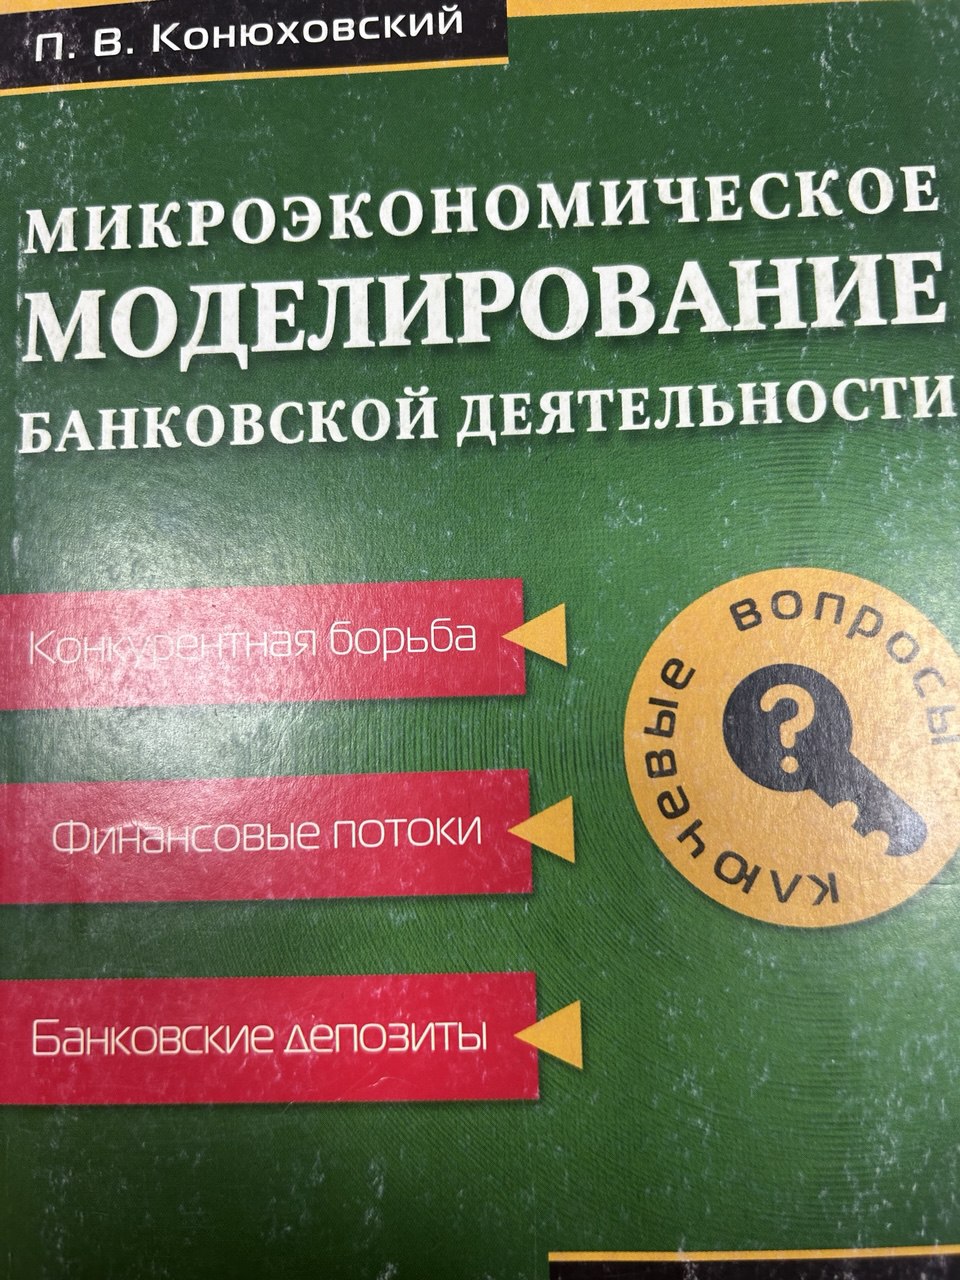 П. В. Конюховский
МИКРОЭКОНОМИЧЕСКОЕ
МОДЕЛИРОВАНИЕ
БАНКОВСКОЙ ДЕЯТЕЛЬНОСТИ
Конкурентная борьба
Финансовые потоки
Банковские депозиты
ключевые вопросы
?